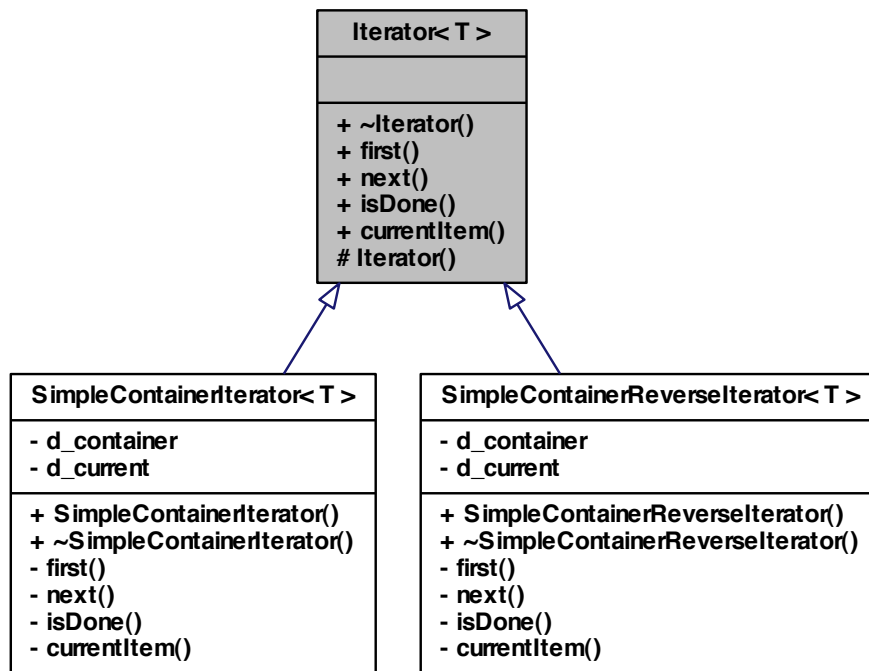 Iterator< T >
+ ~Iterator()
+ first()
+ next()
+ isDone()
+ currentItem()
# Iterator()
SimpleContainerIterator< T >
- d_container
- d_current
+ SimpleContainerIterator()
+ ~SimpleContainerIterator()
- first()
- next()
- isDone()
- currentItem()
SimpleContainerReverseIterator< T >
- d_container
- d_current
+ SimpleContainerReverseIterator()
+ ~SimpleContainerReverseIterator()
- first()
- next()
- isDone()
- currentItem()